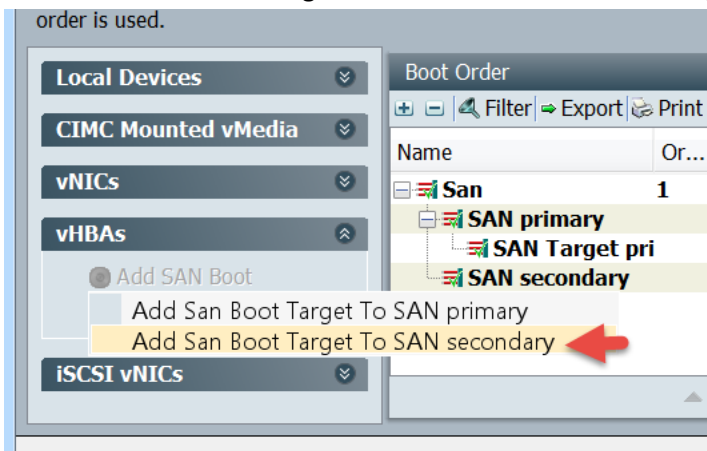 order is used.
Local Devices
CIMC Mounted vMedia
vNICs
vHBAs
Add SAN Boot
Add San Boot Target To SAN primary
Add San Boot Target To SAN secondary
iSCSI vNICs
Boot Order
Filter Export Print
Name Or...
San 1
SAN primary
SAN Target pri
SAN secondary